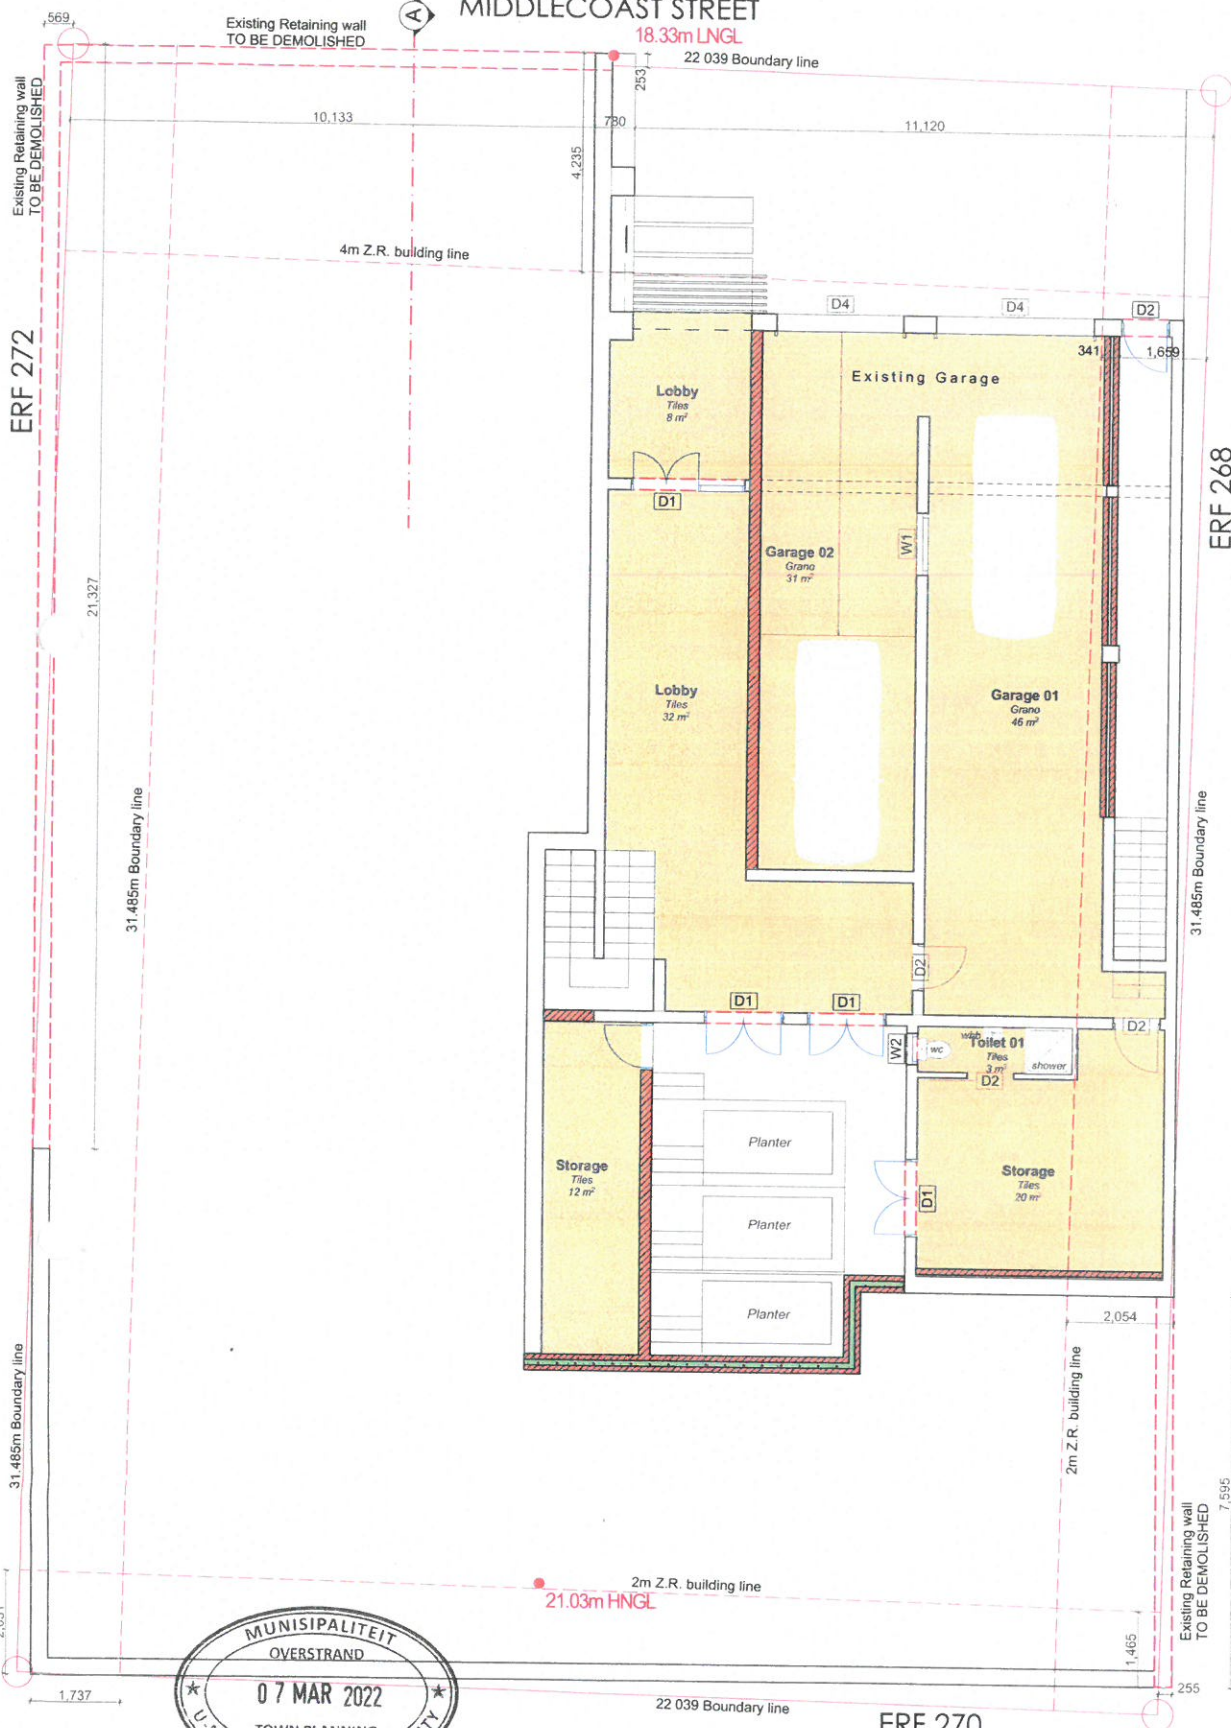 MIDDLECOAST STREET
A
18.33m LNGL
569
Existing Retaining wall
TO BE DEMOLISHED
22 039 Boundary line
253
Existing Retaining wall
TO BE DEMOLISHED
10,133
780
11,120
4,235
4m Z.R. building line
D4
D4
D2
341
1,659
ERF 272
Existing Garage
Lobby
Tiles
8 m²
ERF 268
D1
W1
Garage 02
Grano
31 m²
21,327
Lobby
Tiles
32 m²
Garage 01
Grano
46 m²
31.485m Boundary line
31.485m Boundary line
D2
D1
D1
D2
W2
wc
whb
Toilet 01
Tiles
3 m²
shower
D2
Planter
Storage
Tiles
12 m²
Storage
Tiles
20 m²
D1
Planter
Planter
2,054
31.485m Boundary line
2m Z.R. building line
7,595
Existing Retaining wall
TO BE DEMOLISHED
2m Z.R. building line
21.03m HNGL
1,465
MUNISIPALITEIT
OVERSTRAND
07 MAR 2022
TOWN PLANNING
1,737
255
22 039 Boundary line
ERF 270